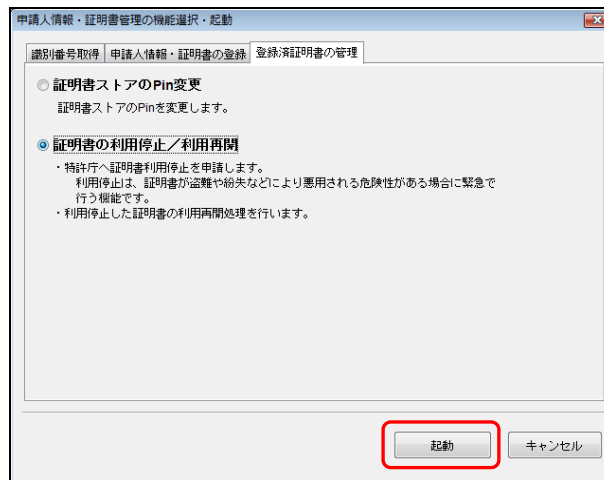 申請人情報・証明書管理の機能選択・起動
識別番号取得 申請人情報・証明書の登録 登録済証明書の管理
証明書ストアのPin変更
証明書ストアのPinを変更します。
証明書の利用停止／利用再開
・特許庁へ証明書利用停止を申請します。
利用停止は、証明書が盗難や紛失などにより悪用される危険性がある場合に緊急で
行う機能です。
・利用停止した証明書の利用再開処理を行います。
起動 キャンセル